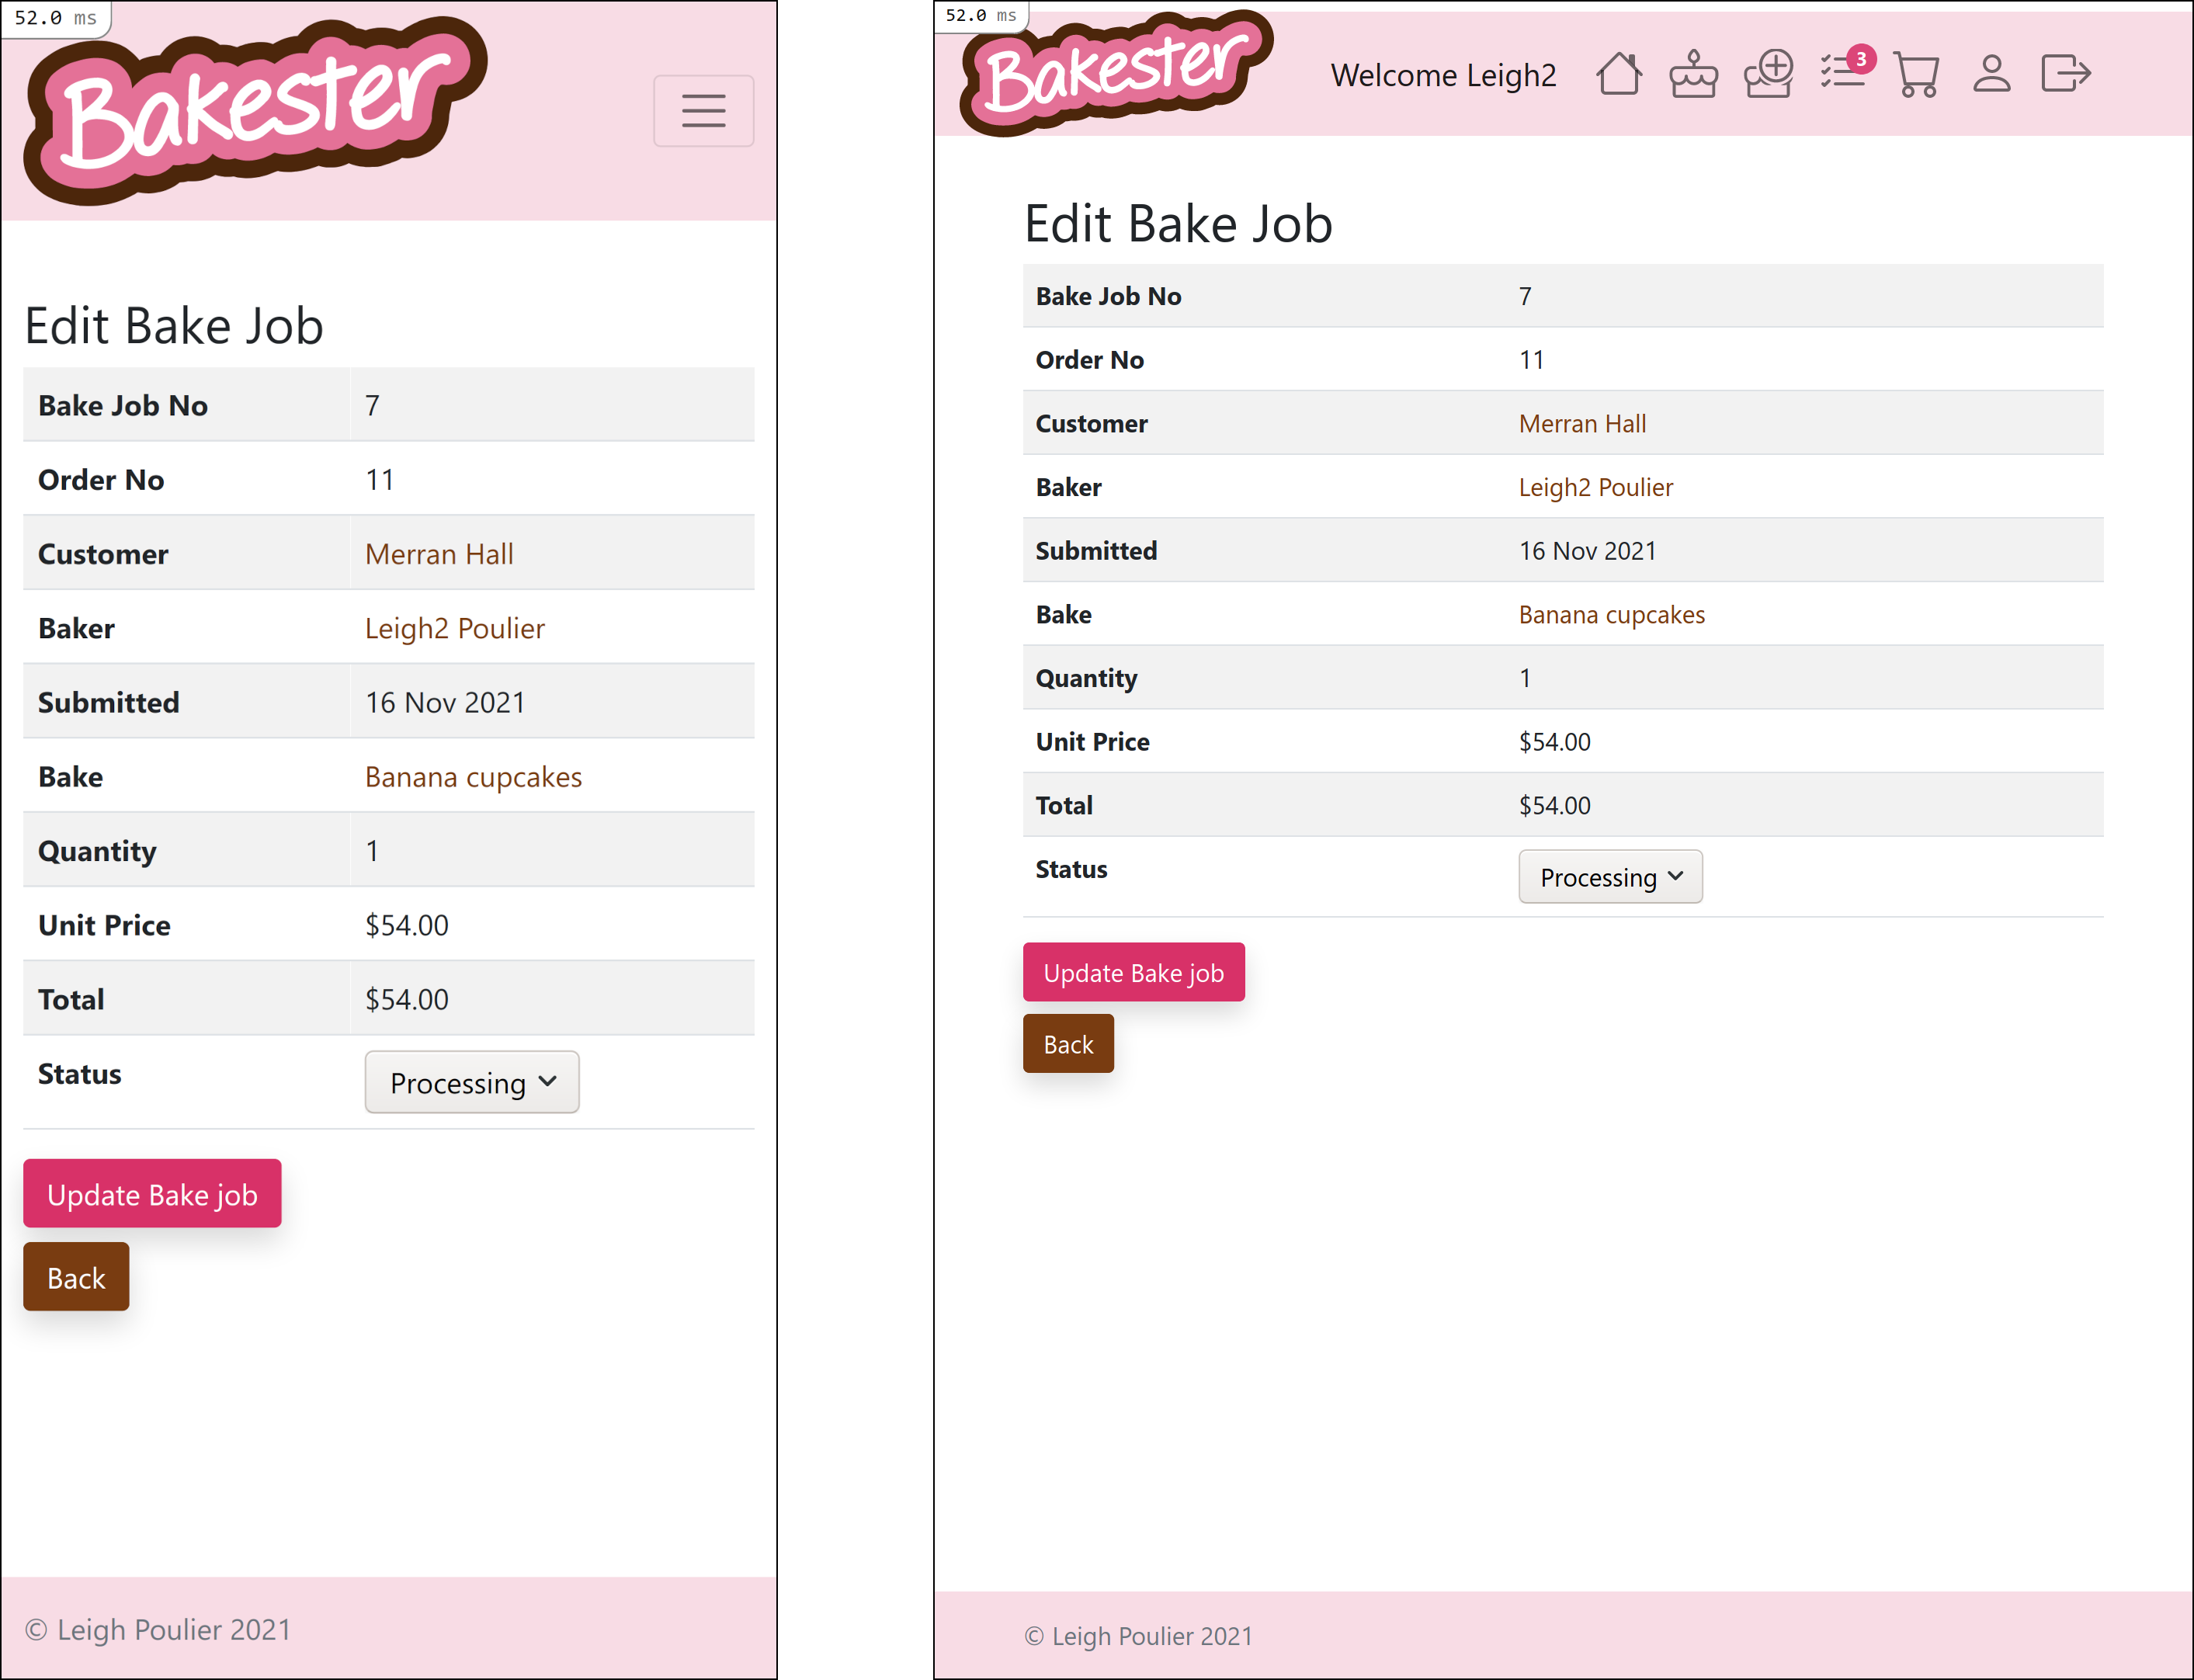 52.0 ms
Bakester
Edit Bake Job
Bake Job No 7
Order No 11
Customer Merran Hall
Baker Leigh2 Poulier
Submitted 16 Nov 2021
Bake Banana cupcakes
Quantity 1
Unit Price $54.00
Total $54.00
Status Processing
Update Bake job
Back
© Leigh Poulier 2021
52.0 ms
Bakester
Welcome Leigh2
3
Edit Bake Job
Bake Job No 7
Order No 11
Customer Merran Hall
Baker Leigh2 Poulier
Submitted 16 Nov 2021
Bake Banana cupcakes
Quantity 1
Unit Price $54.00
Total $54.00
Status Processing
Update Bake job
Back
© Leigh Poulier 2021